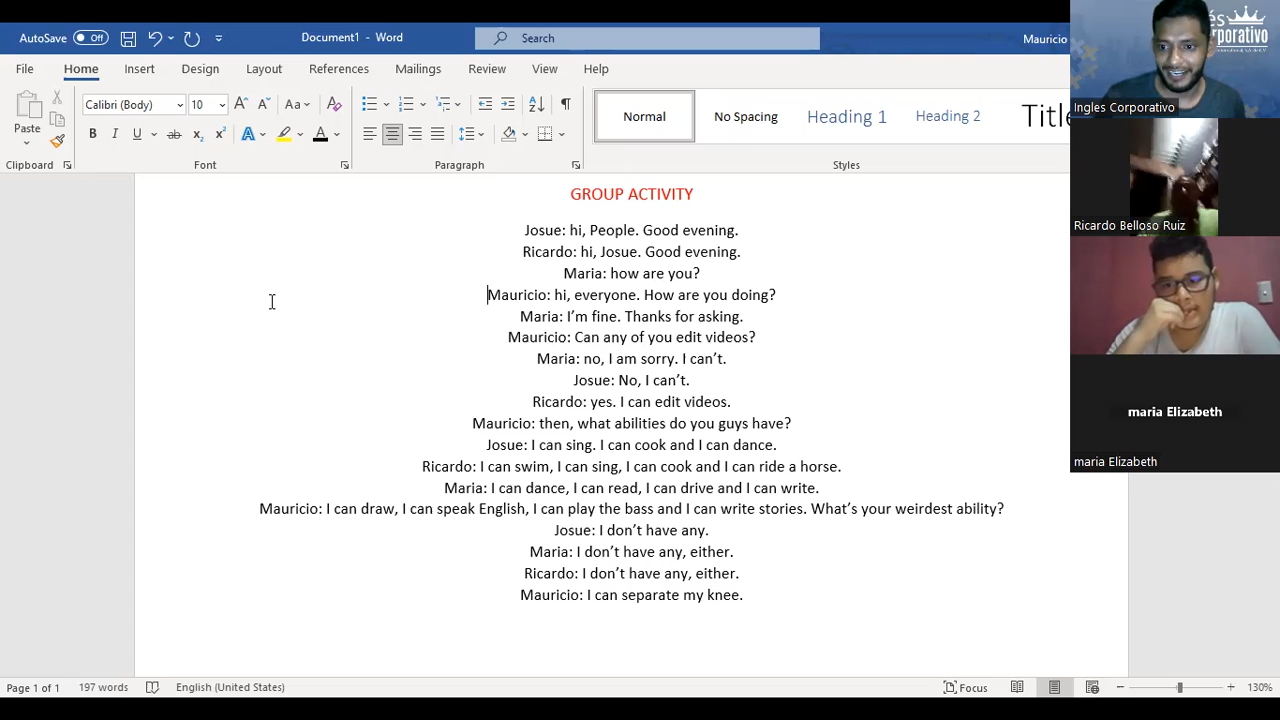 AutoSave Off Document1 - Word Search Mauricio
File Home Insert Design Layout References Mailings Review View Help
Calibri (Body) 10 Aa
Paste B I U ab x₂ x² A A Normal No Spacing Heading 1 Heading 2 Title
Clipboard Font Paragraph Styles
GROUP ACTIVITY
Josue: hi, People. Good evening.
Ricardo: hi, Josue. Good evening.
Maria: how are you?
Mauricio: hi, everyone. How are you doing?
Maria: I’m fine. Thanks for asking.
Mauricio: Can any of you edit videos?
Maria: no, I am sorry. I can’t.
Josue: No, I can’t.
Ricardo: yes. I can edit videos.
Mauricio: then, what abilities do you guys have?
Josue: I can sing. I can cook and I can dance.
Ricardo: I can swim, I can sing, I can cook and I can ride a horse.
Maria: I can dance, I can read, I can drive and I can write.
Mauricio: I can draw, I can speak English, I can play the bass and I can write stories. What’s your weirdest ability?
Josue: I don’t have any.
Maria: I don’t have any, either.
Ricardo: I don’t have any, either.
Mauricio: I can separate my knee.
Page 1 of 1 197 words English (United States) Focus 130%
Ingles Corporativo
Ricardo Belloso Ruiz
maria Elizabeth
maria Elizabeth